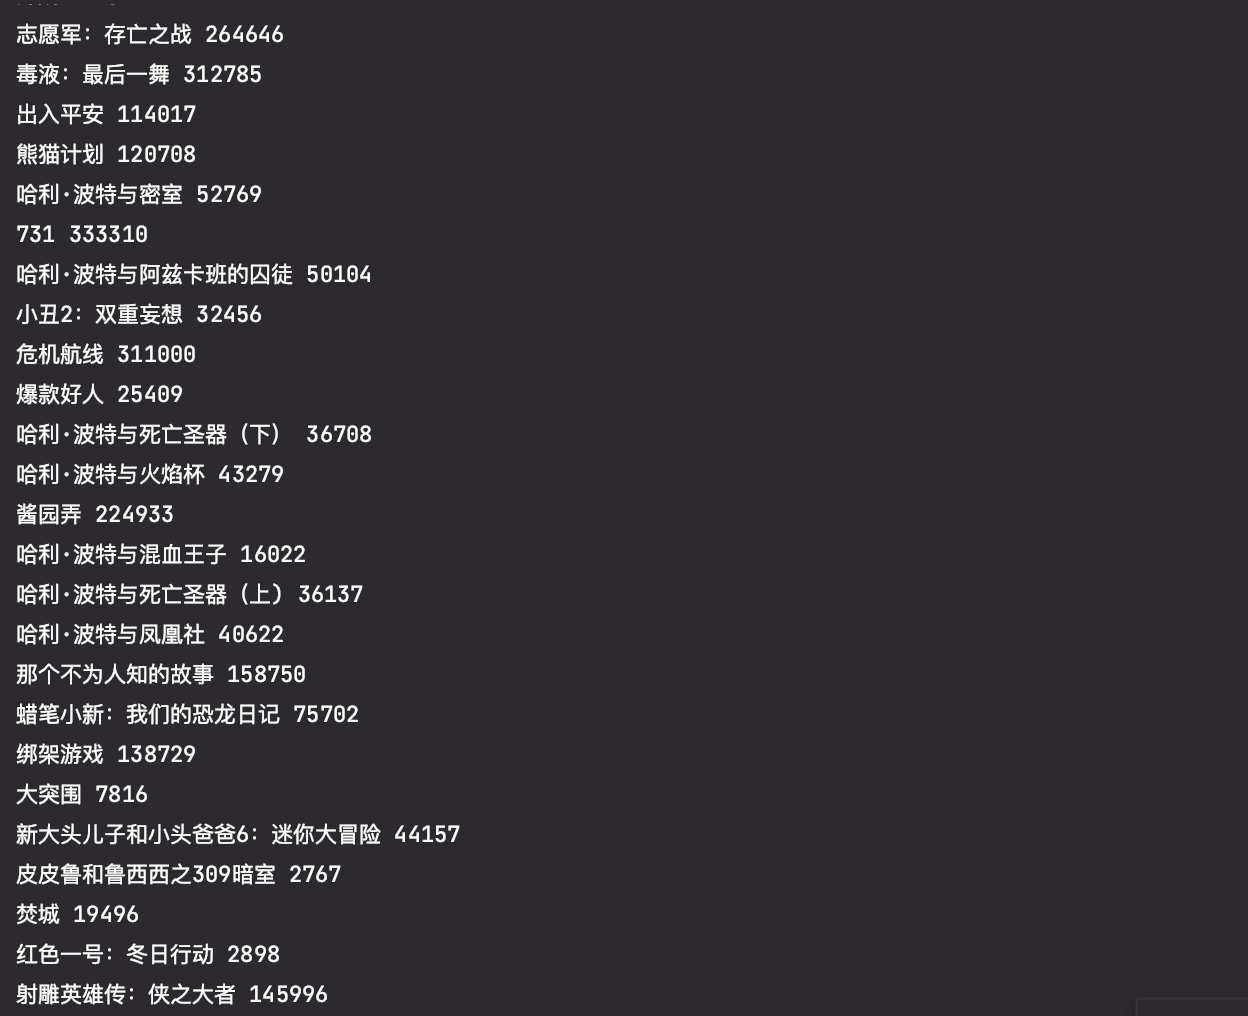 志愿军：存亡之战 264646
毒液：最后一舞 312785
出入平安 114017
熊猫计划 120708
哈利·波特与密室 52769
731 333310
哈利·波特与阿兹卡班的囚徒 50104
小丑2：双重妄想 32456
危机航线 311000
爆款好人 25409
哈利·波特与死亡圣器（下） 36708
哈利·波特与火焰杯 43279
酱园弄 224933
哈利·波特与混血王子 16022
哈利·波特与死亡圣器（上）36137
哈利·波特与凤凰社 40622
那个不为人知的故事 158750
蜡笔小新：我们的恐龙日记 75702
绑架游戏 138729
大突围 7816
新大头儿子和小头爸爸6：迷你大冒险 44157
皮皮鲁和鲁西西之309暗室 2767
焚城 19496
红色一号：冬日行动 2898
射雕英雄传：侠之大者 145996